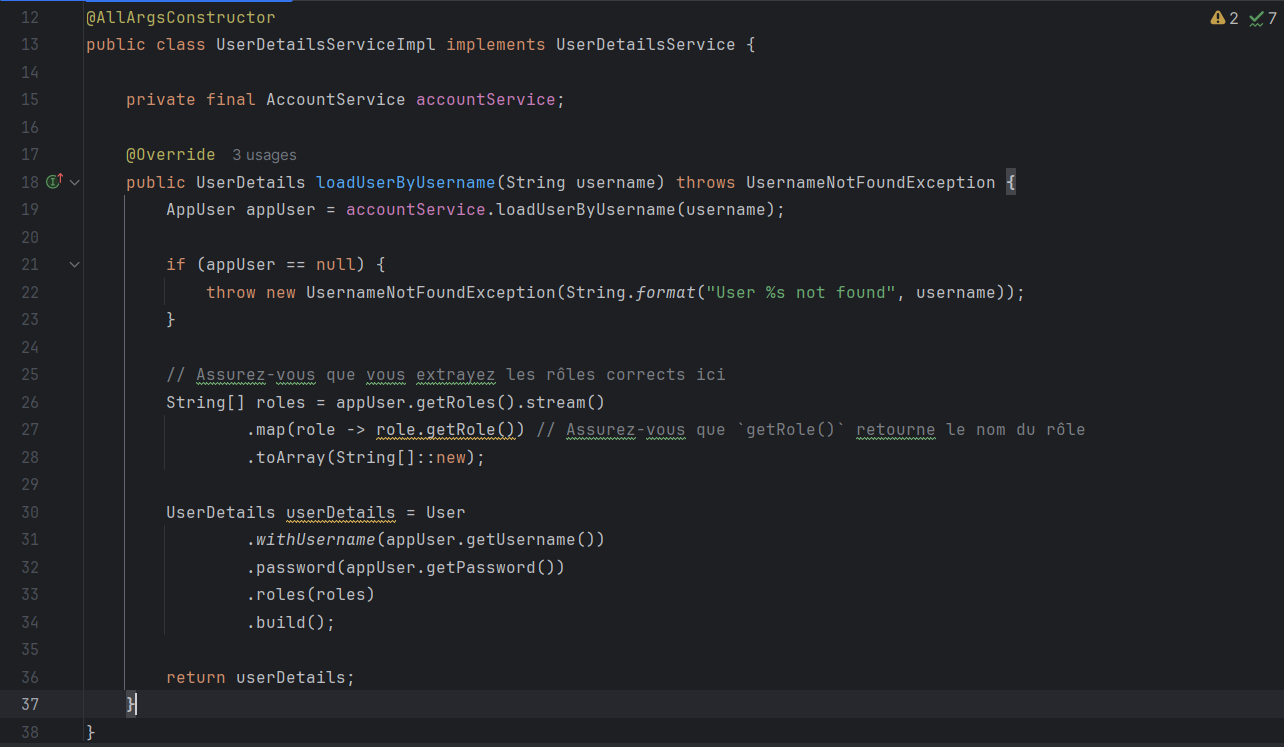 12 @AllArgsConstructor 2 7
13 public class UserDetailsServiceImpl implements UserDetailsService {
14
15 private final AccountService accountService;
16
17 @Override 3 usages
18 public UserDetails loadUserByUsername(String username) throws UsernameNotFoundException {
19 AppUser appUser = accountService.loadUserByUsername(username);
20
21 if (appUser == null) {
22 throw new UsernameNotFoundException(String.format("User %s not found", username));
23 }
24
25 // Assurez-vous que vous extrayez les rôles corrects ici
26 String[] roles = appUser.getRoles().stream()
27 .map(role -> role.getRole()) // Assurez-vous que `getRole()` retourne le nom du rôle
28 .toArray(String[]::new);
29
30 UserDetails userDetails = User
31 .withUsername(appUser.getUsername())
32 .password(appUser.getPassword())
33 .roles(roles)
34 .build();
35
36 return userDetails;
37 }
38 }